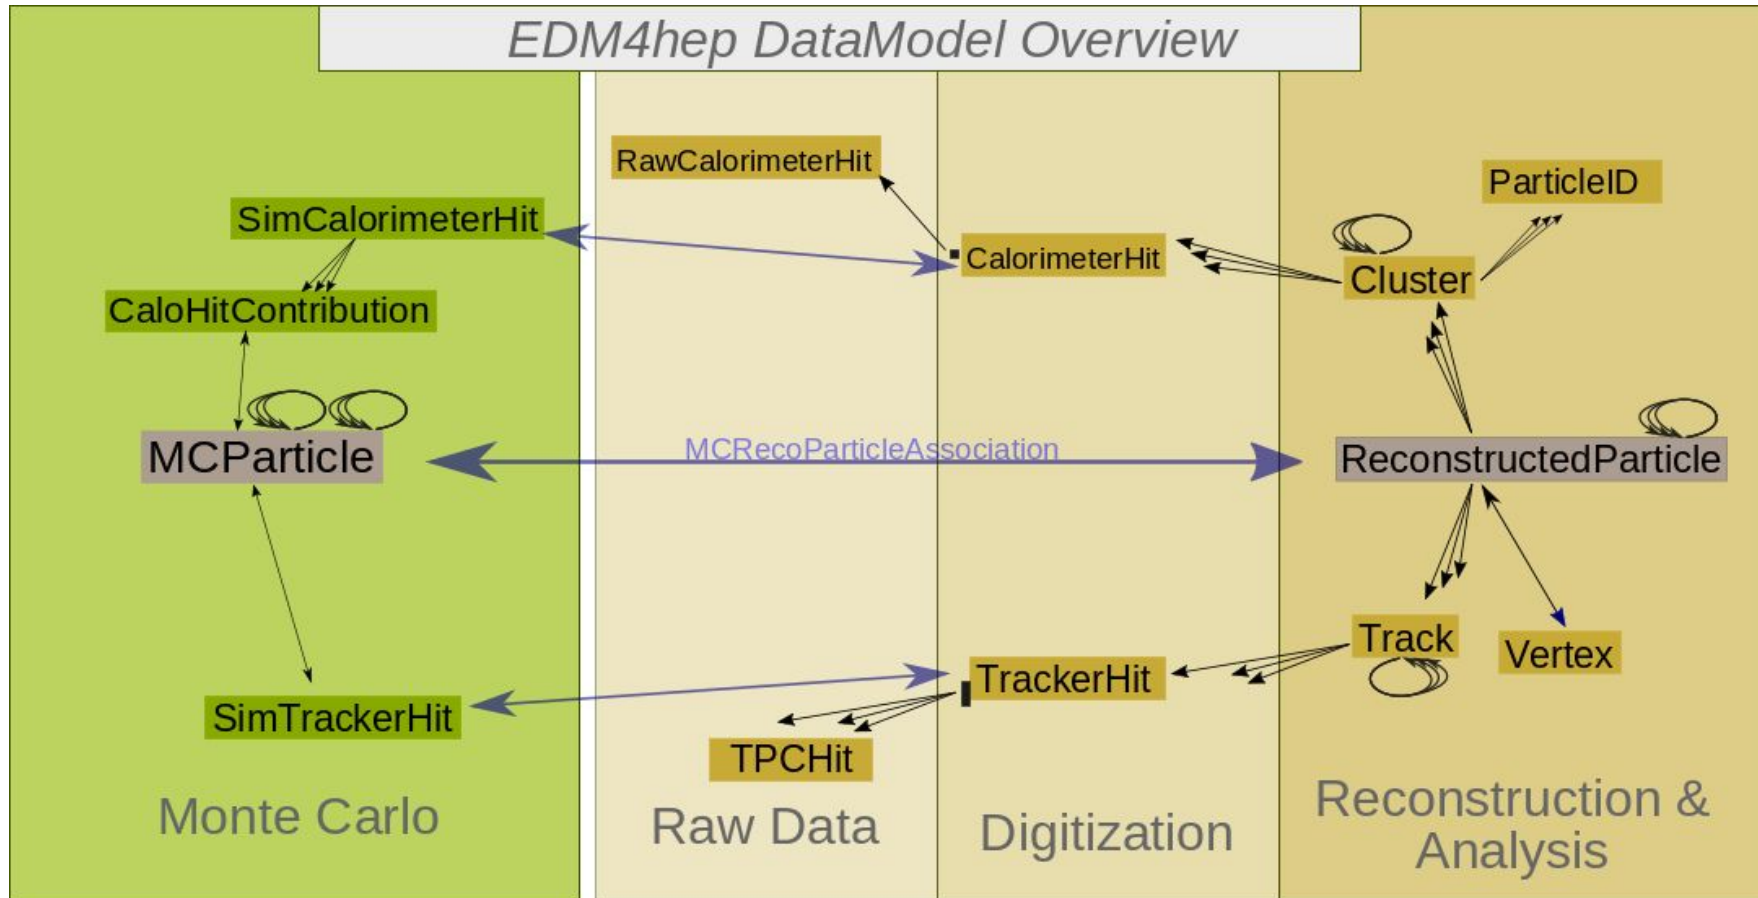 EDM4hep DataModel Overview
RawCalorimeterHit
ParticleID
SimCalorimeterHit
CalorimeterHit
Cluster
CaloHitContribution
MCParticle
MCRecoParticleAssociation
ReconstructedParticle
Track
Vertex
TrackerHit
SimTrackerHit
TPCHit
Monte Carlo
Raw Data
Digitization
Reconstruction &
Analysis